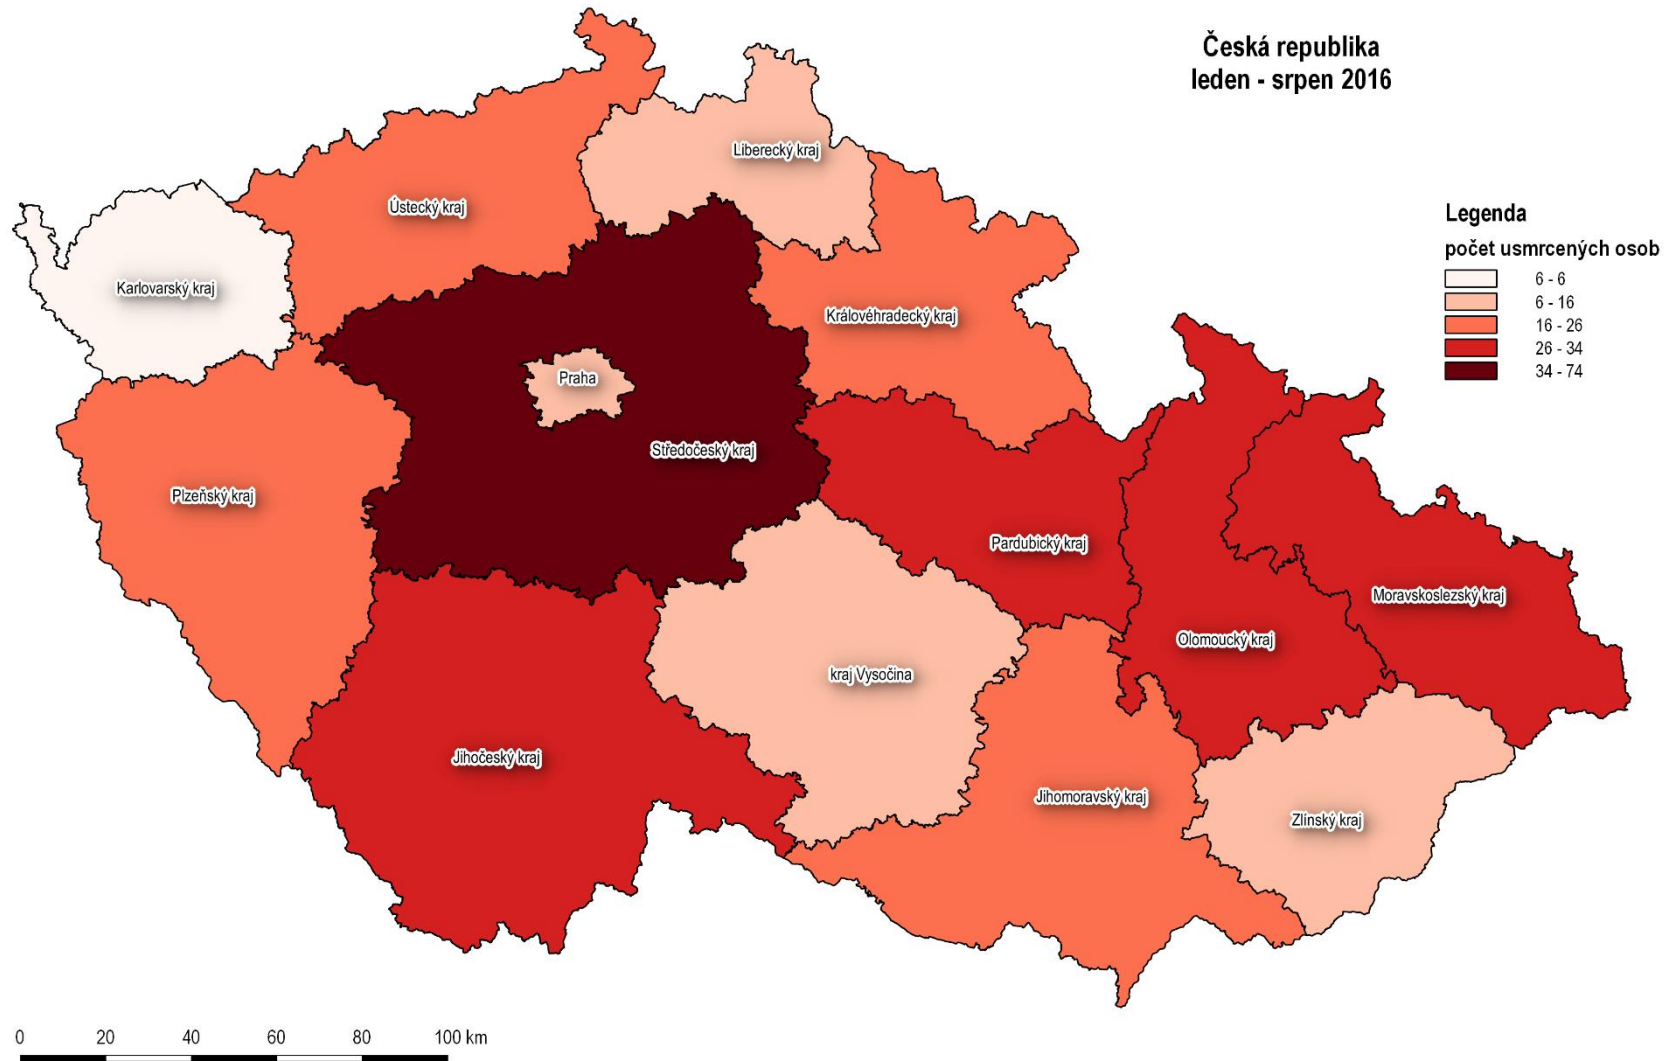 Česká republika
leden - srpen 2016
Liberecký kraj
Ústecký kraj
Legenda
počet usmrcených osob
6 - 6
6 - 16
16 - 26
26 - 34
34 - 74
Karlovarský kraj
Královéhradecký kraj
Praha
Středočeský kraj
Plzeňský kraj
Pardubický kraj
Moravskoslezský kraj
Olomoucký kraj
kraj Vysočina
Jihočeský kraj
Jihomoravský kraj
Zlínský kraj
0 20 40 60 80 100 km